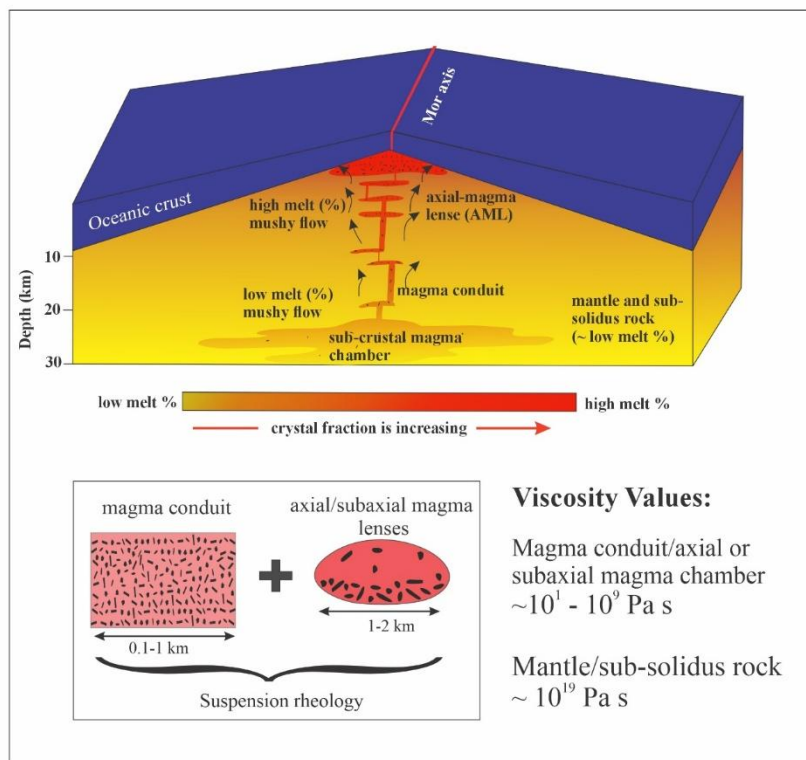 Mor axis
Oceanic crust
high melt (%)
mushy flow
axial-magma
lense (AML)
10
low melt (%)
mushy flow
magma conduit
mantle and sub-
solidus rock
(~ low melt %)
Depth (km)
20
sub-crustal magma
chamber
30
low melt %
high melt %
crystal fraction is increasing
magma conduit
axial/subaxial magma
lenses
+
0.1-1 km
1-2 km
Suspension rheology
Viscosity Values:
Magma conduit/axial or
subaxial magma chamber
~10¹ - 10⁹ Pa s
Mantle/sub-solidus rock
~ 10¹⁹ Pa s